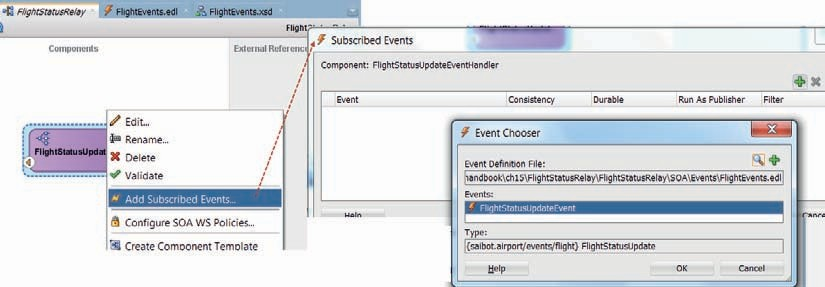 FlightStatusRelay
FlightEvents.edl
FlightEvents.xsd
Components
External Referenc
FlightStatusUpdat
Edit...
Rename...
Delete
Validate
Add Subscribed Events...
Configure SOA WS Policies...
Create Component Template
Subscribed Events
Component: FlightStatusUpdateEventHandler
Event Consistency Durable Run As Publisher Filter
Help
Cance
Event Chooser
Event Definition File:
andbook\ch15\FlightStatusRelay\FlightStatusRelay\SOA\Events\FlightEvents.edl
Events:
FlightStatusUpdateEvent
Type:
{saibot.airport/events/flight} FlightStatusUpdate
Help OK Cancel